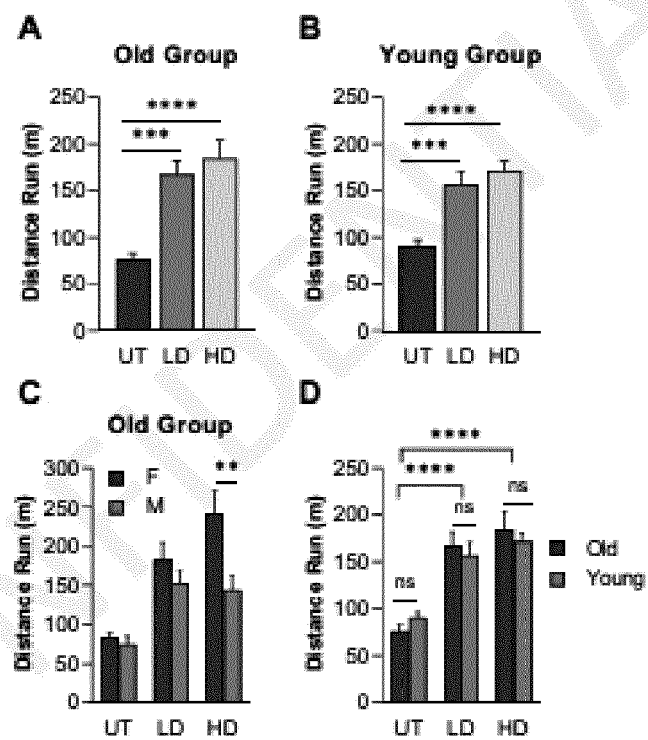 A
Old Group
Distance Run (m)
250
200
150
100
50
0
****
***
UT LD HD
B
Young Group
Distance Run (m)
250
200
150
100
50
0
****
***
UT LD HD
C
Old Group
Distance Run (m)
300
250
200
150
100
50
0
F
M
**
UT LD HD
D
Distance Run (m)
250
200
150
100
50
0
****
****
ns
ns
ns
Old
Young
UT LD HD